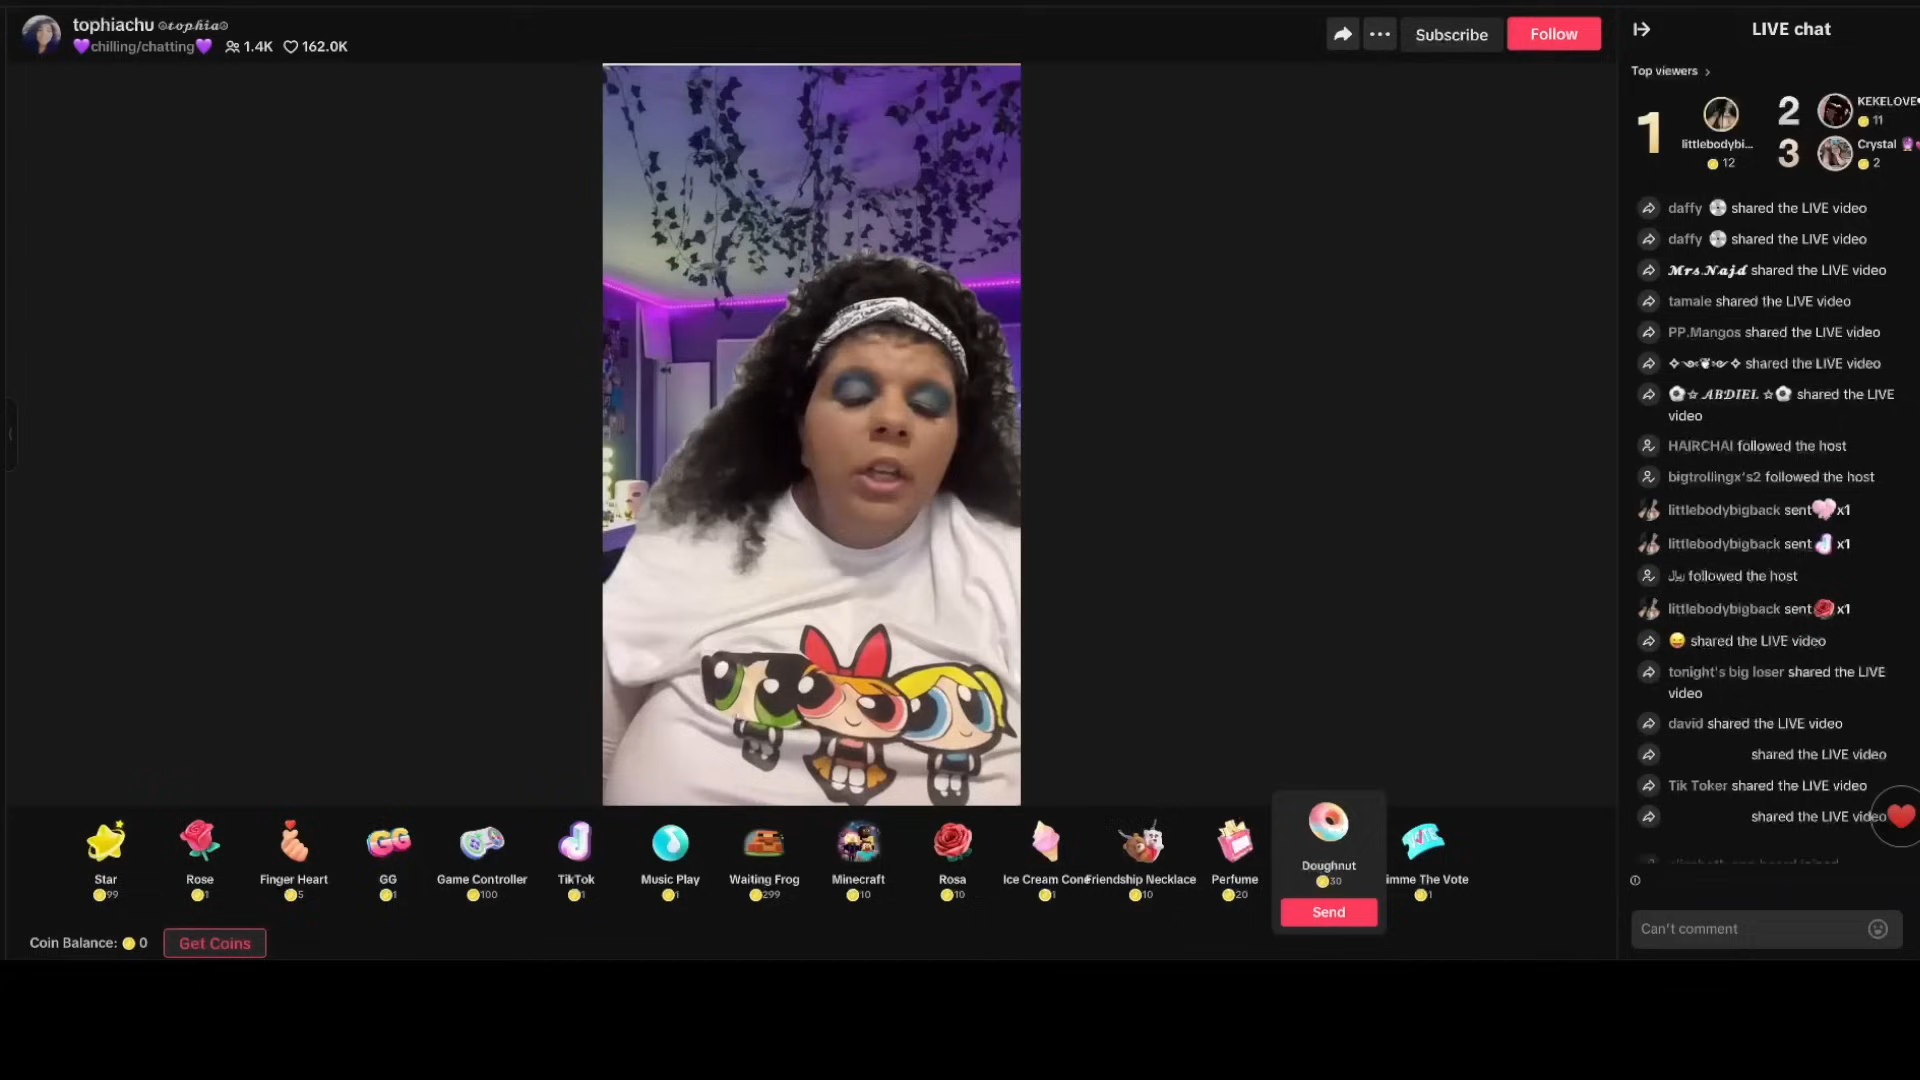 tophiachu ☺𝓽𝓸𝓹𝓱𝓲𝓪☺
💜chilling/chatting💜 1.4K 162.0K
Subscribe
Follow
LIVE chat
Top viewers
1
littlebodybi...
12
2
KEKELOVE
11
3
Crystal
2
daffy shared the LIVE video
daffy shared the LIVE video
𝓜𝓻𝓼.𝓝𝓪𝓳𝓭 shared the LIVE video
tamale shared the LIVE video
PP.Mangos shared the LIVE video
shared the LIVE video
⚽☆ 𝑨𝑩𝑫𝑰𝑬𝑳 ☆⚽ shared the LIVE
video
HAIRCHAI followed the host
bigtrollingx's2 followed the host
littlebodybigback sent x1
littlebodybigback sent x1
followed the host
littlebodybigback sent x1
😄 shared the LIVE video
tonight's big loser shared the LIVE
video
david shared the LIVE video
shared the LIVE video
Tik Toker shared the LIVE video
shared the LIVE video
Can't comment
Star
99
Rose
1
Finger Heart
5
GG
GG
1
Game Controller
100
TikTok
1
Music Play
1
Waiting Frog
299
Minecraft
10
Rosa
10
Ice Cream Cone
1
Friendship Necklace
10
Perfume
20
Doughnut
30
Send
imme The Vote
1
Coin Balance: 0
Get Coins